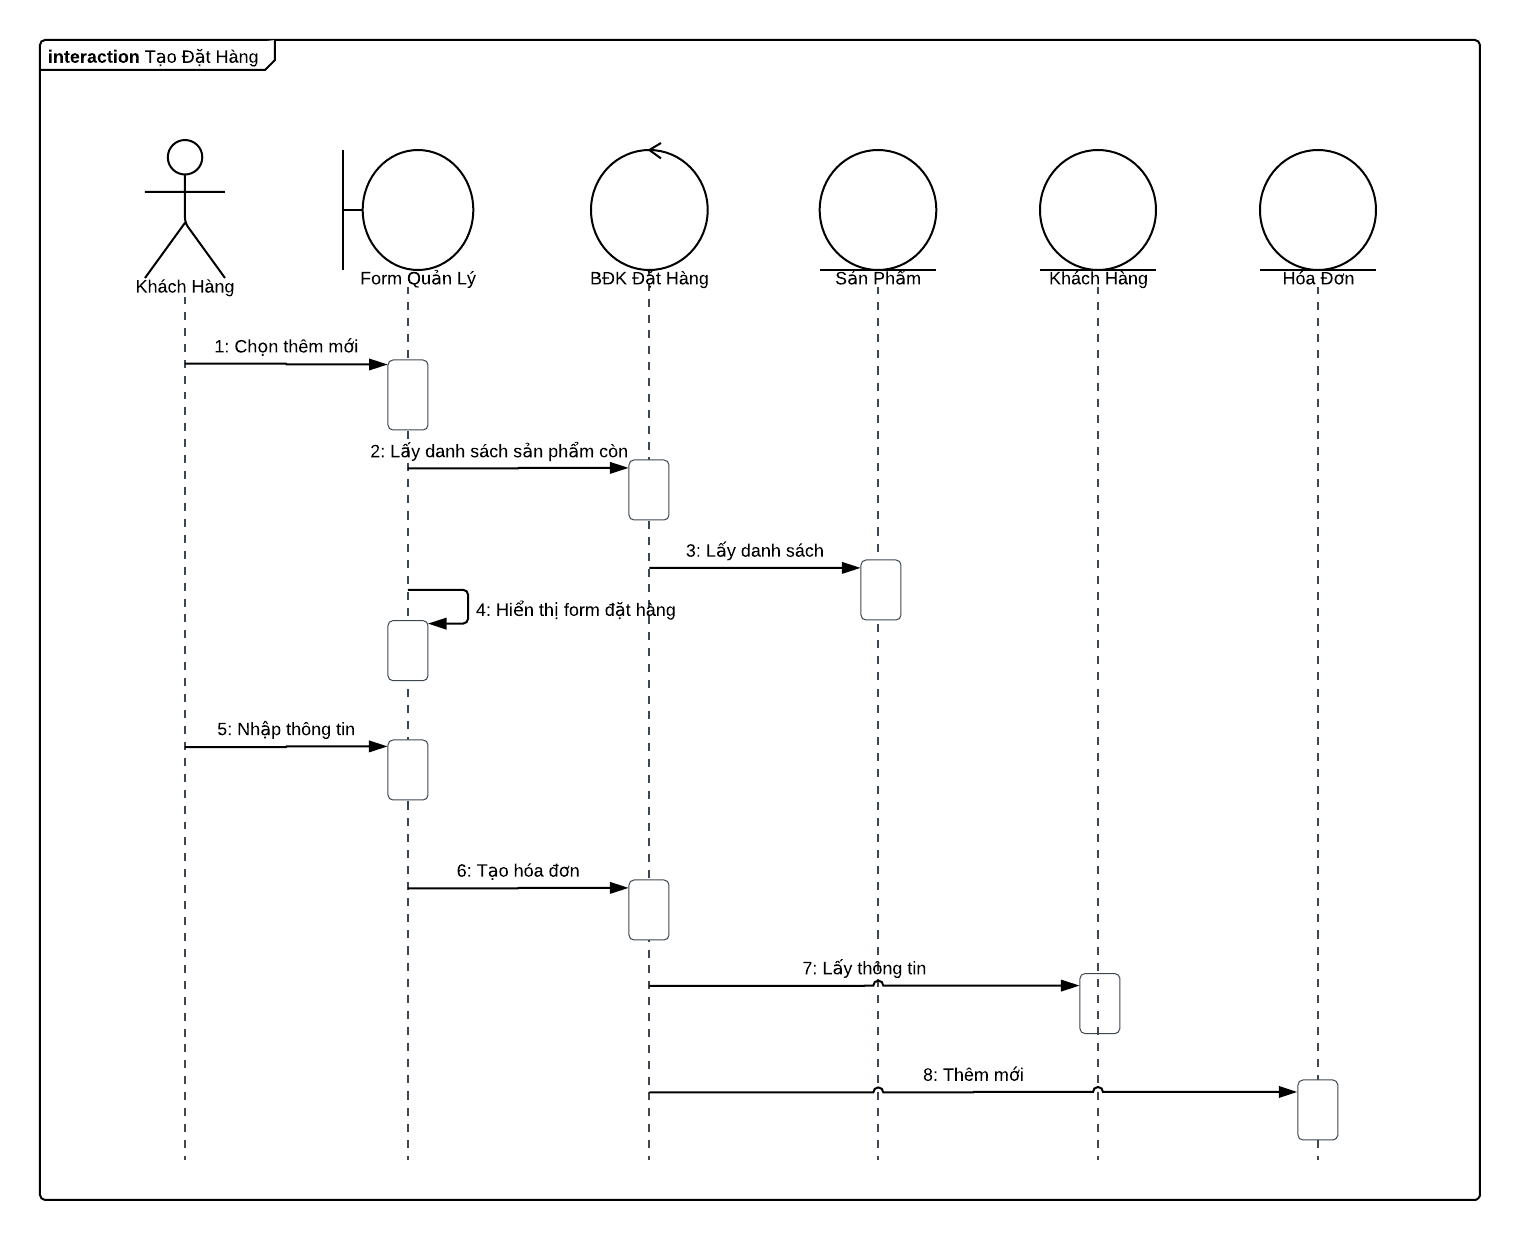 interaction Tạo Đặt Hàng
Khách Hàng
Form Quản Lý
BĐK Đặt Hàng
Sản Phẩm
Khách Hàng
Hóa Đơn
1: Chọn thêm mới
2: Lấy danh sách sản phẩm còn
3: Lấy danh sách
4: Hiển thị form đặt hàng
5: Nhập thông tin
6: Tạo hóa đơn
7: Lấy thông tin
8: Thêm mới